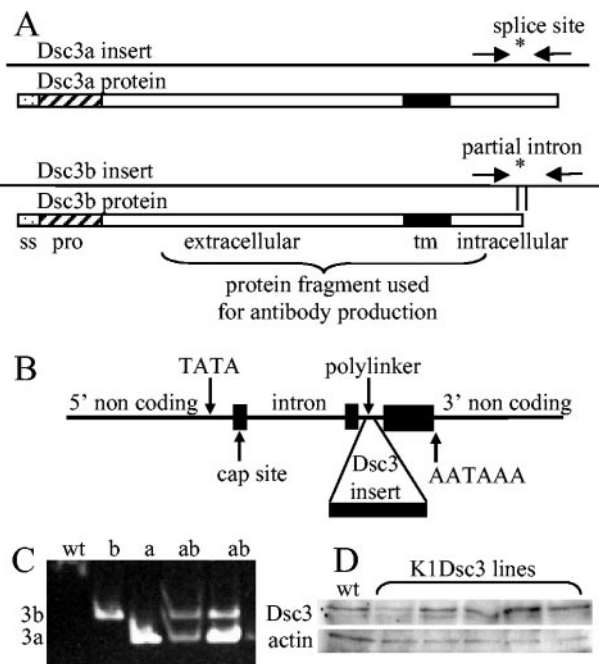 A
splice site
*
Dsc3a insert
Dsc3a protein
partial intron
*
Dsc3b insert
Dsc3b protein
ss pro extracellular tm intracellular
protein fragment used
for antibody production
B
TATA polylinker
5' non coding intron 3' non coding
cap site Dsc3 insert AATAAA
C
wt b a ab ab
3b
3a
D
wt K1Dsc3 lines
Dsc3
actin